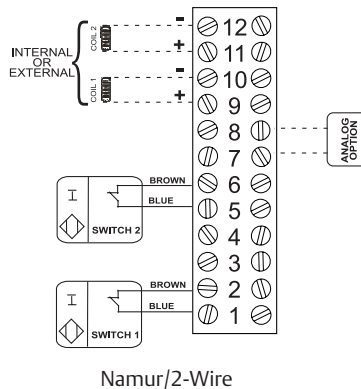 INTERNAL
OR
EXTERNAL
COIL 2
-
+
COIL 1
-
+
12
11
10
9
8
7
6
5
4
3
2
1
ANALOG
OPTION
BROWN
BLUE
I
SWITCH 2
BROWN
BLUE
I
SWITCH 1
Namur/2-Wire